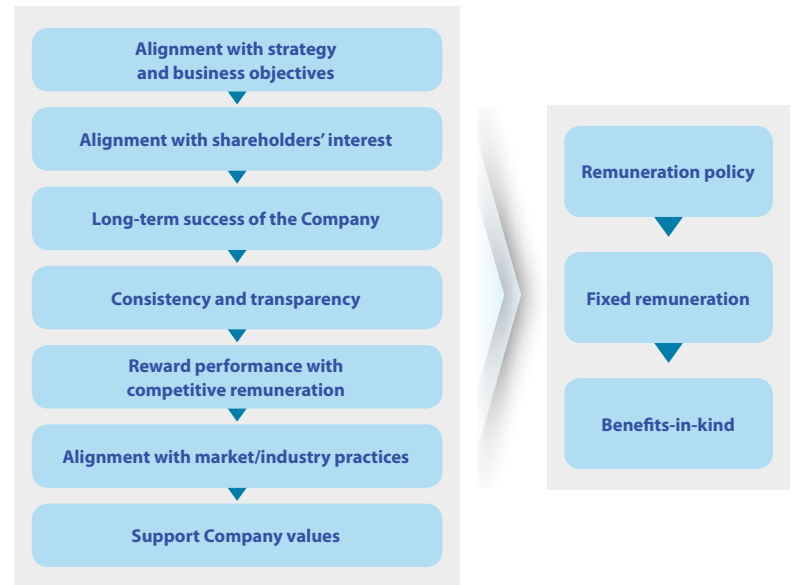 Alignment with strategy
and business objectives
Alignment with shareholders’ interest
Long-term success of the Company
Consistency and transparency
Reward performance with
competitive remuneration
Alignment with market/industry practices
Support Company values
Remuneration policy
Fixed remuneration
Benefits-in-kind